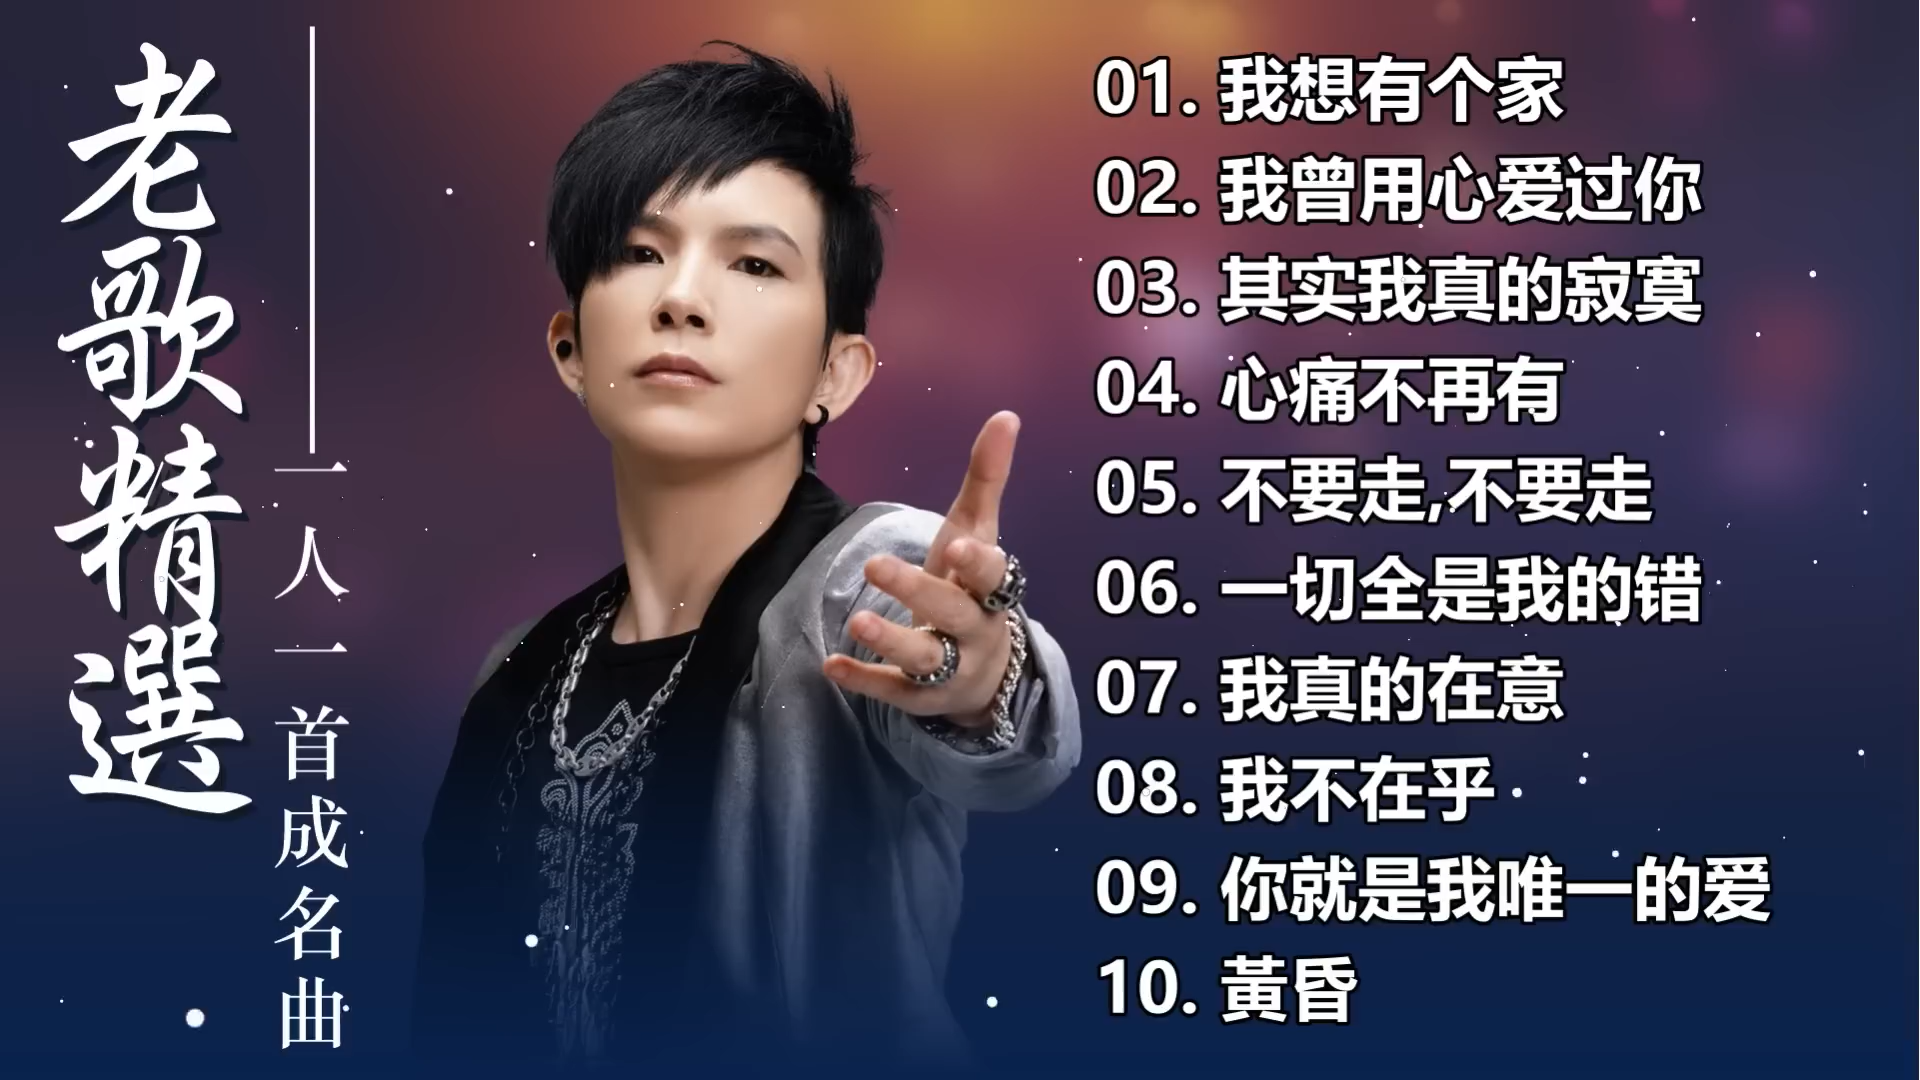 老歌精選
一人一首成名曲
01. 我想有个家
02. 我曾用心爱过你
03. 其实我真的寂寞
04. 心痛不再有
05. 不要走,不要走
06. 一切全是我的错
07. 我真的在意
08. 我不在乎
09. 你就是我唯一的爱
10. 黃昏